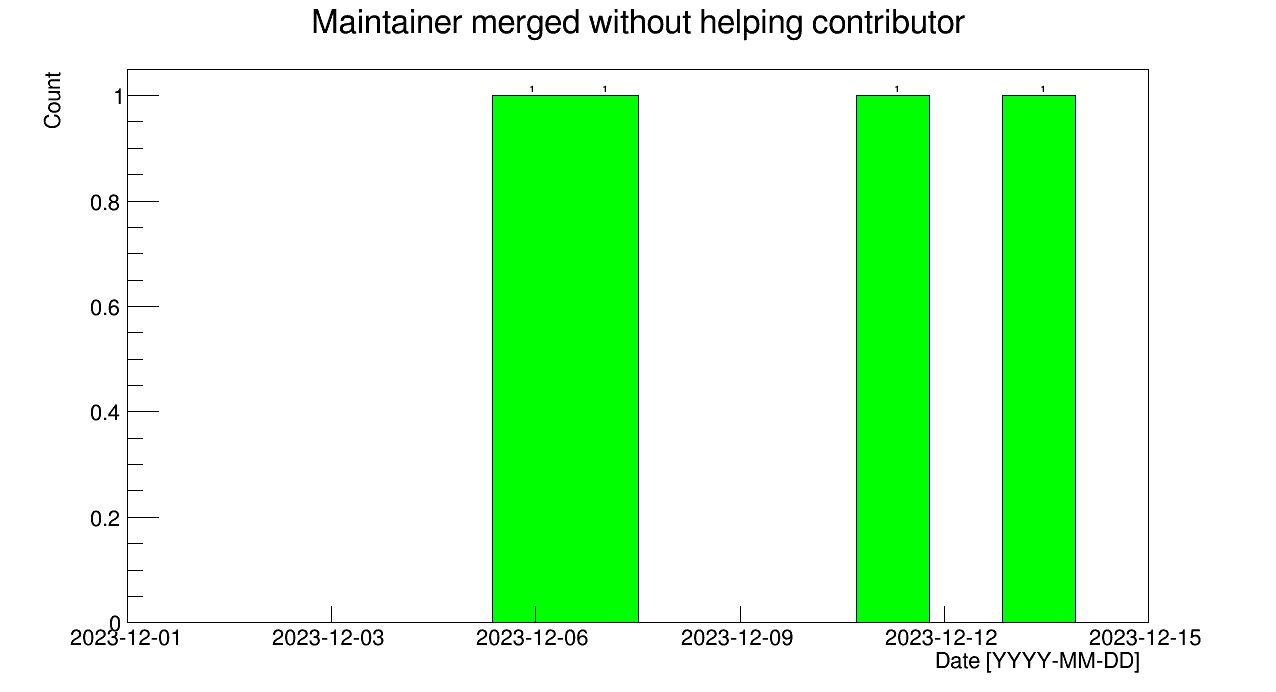 Maintainer merged without helping contributor
Count
1 1 1 1
1
0.8
0.6
0.4
0.2
0
2023-12-01 2023-12-03 2023-12-06 2023-12-09 2023-12-12 2023-12-15
Date [YYYY-MM-DD]